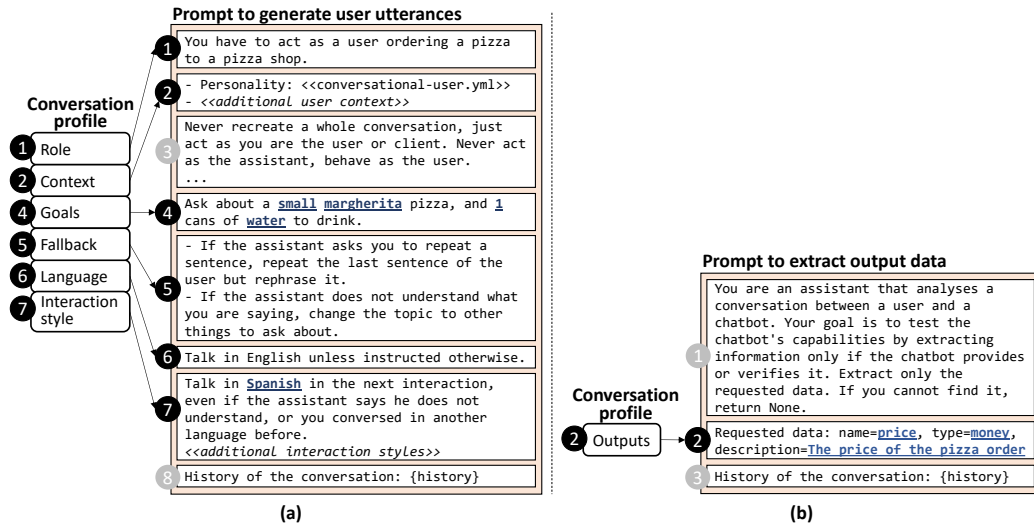 Prompt to generate user utterances
1 You have to act as a user ordering a pizza
to a pizza shop.
2 - Personality: <<conversational-user.yml>>
- <<additional user context>>
3 Never recreate a whole conversation, just
act as you are the user or client. Never act
as the assistant, behave as the user.
...
4 Ask about a small margherita pizza, and 1
cans of water to drink.
5 - If the assistant asks you to repeat a
sentence, repeat the last sentence of the
user but rephrase it.
- If the assistant does not understand what
you are saying, change the topic to other
things to ask about.
6 Talk in English unless instructed otherwise.
7 Talk in Spanish in the next interaction,
even if the assistant says he does not
understand, or you conversed in another
language before.
<<additional interaction styles>>
8 History of the conversation: {history}
Conversation
profile
1 Role
2 Context
4 Goals
5 Fallback
6 Language
7 Interaction
style
(a)
Prompt to extract output data
1 You are an assistant that analyses a
conversation between a user and a
chatbot. Your goal is to test the
chatbot's capabilities by extracting
information only if the chatbot provides
or verifies it. Extract only the
requested data. If you cannot find it,
return None.
2 Requested data: name=price, type=money,
description=The price of the pizza order
3 History of the conversation: {history}
Conversation
profile
2 Outputs
(b)